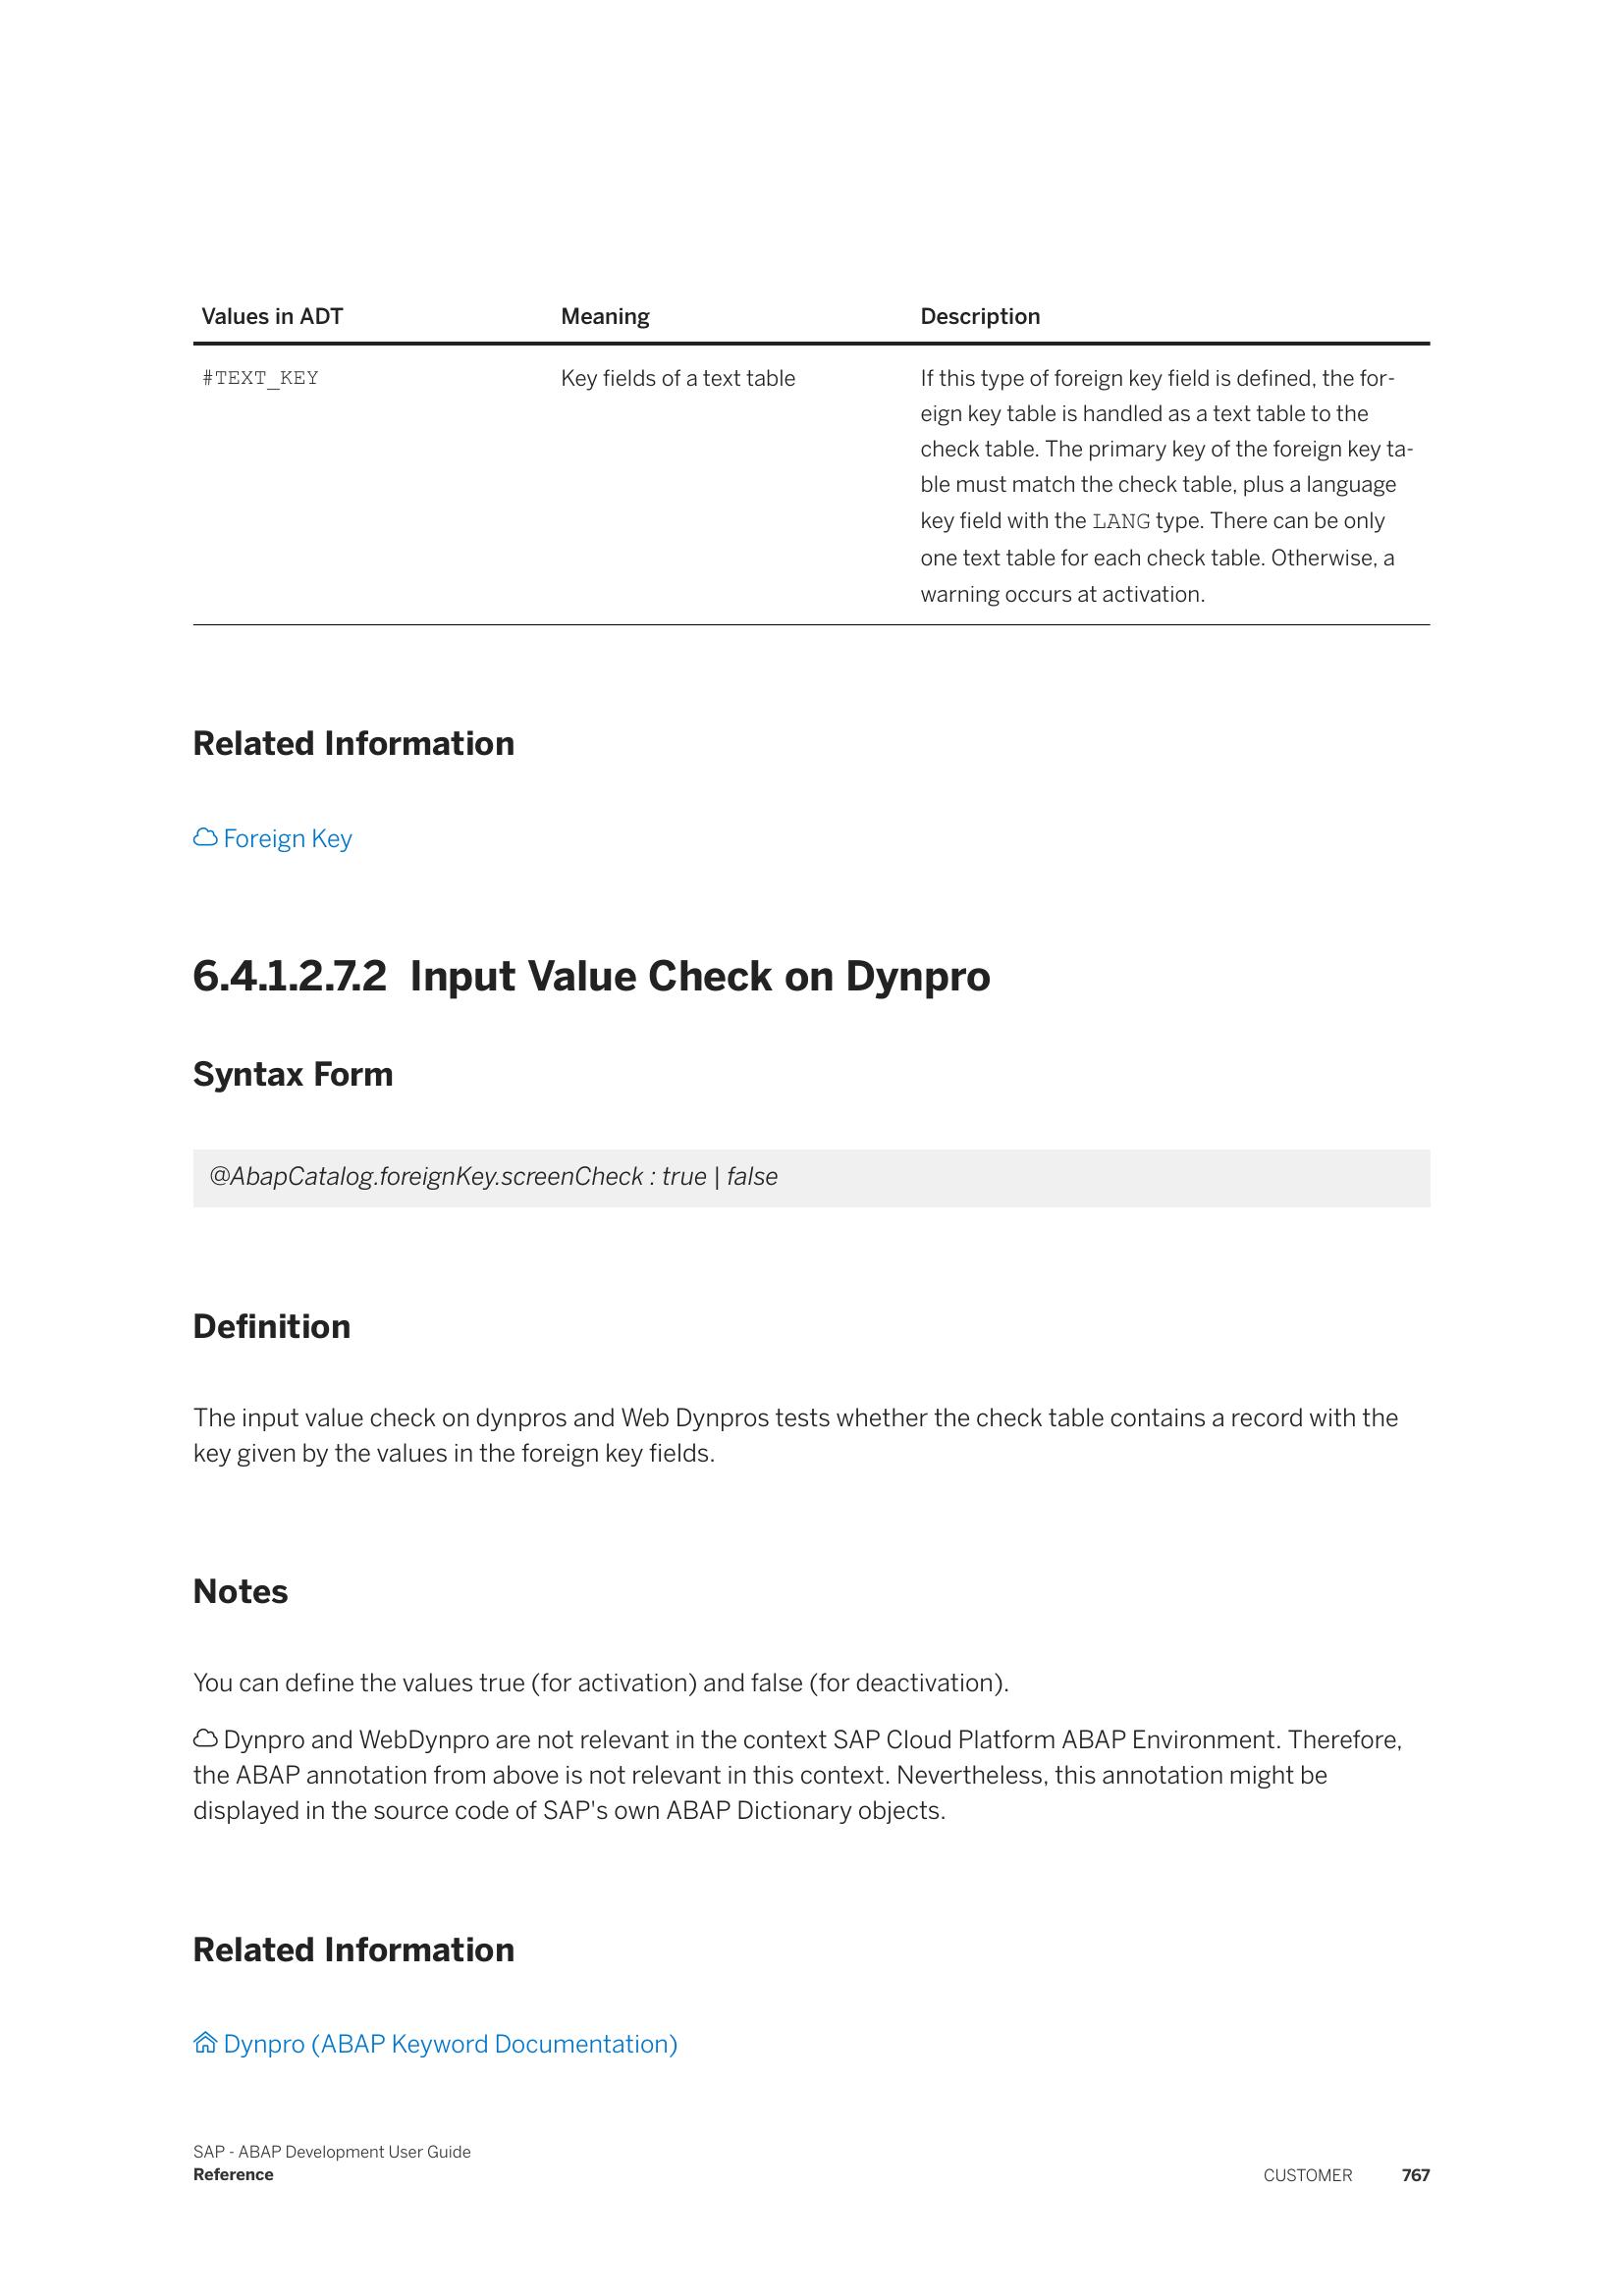 Values in ADT Meaning Description
#TEXT_KEY Key fields of a text table If this type of foreign key field is defined, the for-
eign key table is handled as a text table to the
check table. The primary key of the foreign key ta-
ble must match the check table, plus a language
key field with the LANG type. There can be only
one text table for each check table. Otherwise, a
warning occurs at activation.
Related Information
Foreign Key
6.4.1.2.7.2 Input Value Check on Dynpro
Syntax Form
@AbapCatalog.foreignKey.screenCheck : true | false
Definition
The input value check on dynpros and Web Dynpros tests whether the check table contains a record with the
key given by the values in the foreign key fields.
Notes
You can define the values true (for activation) and false (for deactivation).
Dynpro and WebDynpro are not relevant in the context SAP Cloud Platform ABAP Environment. Therefore,
the ABAP annotation from above is not relevant in this context. Nevertheless, this annotation might be
displayed in the source code of SAP's own ABAP Dictionary objects.
Related Information
Dynpro (ABAP Keyword Documentation)
SAP - ABAP Development User Guide
Reference CUSTOMER 767